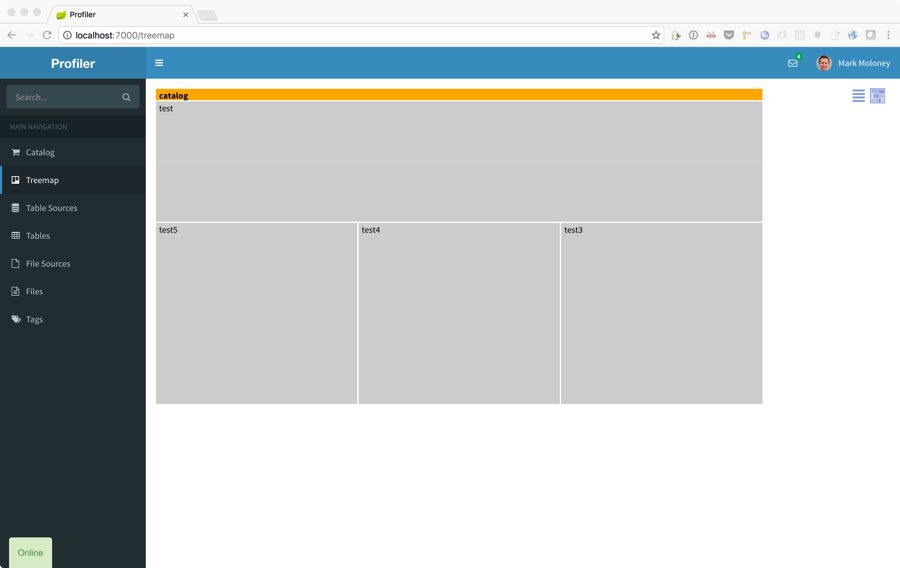 Profiler
localhost:7000/treemap
Profiler
4
Mark Moloney
Search...
MAIN NAVIGATION
Catalog
Treemap
Table Sources
Tables
File Sources
Files
Tags
Online
catalog
test
test5
test4
test3